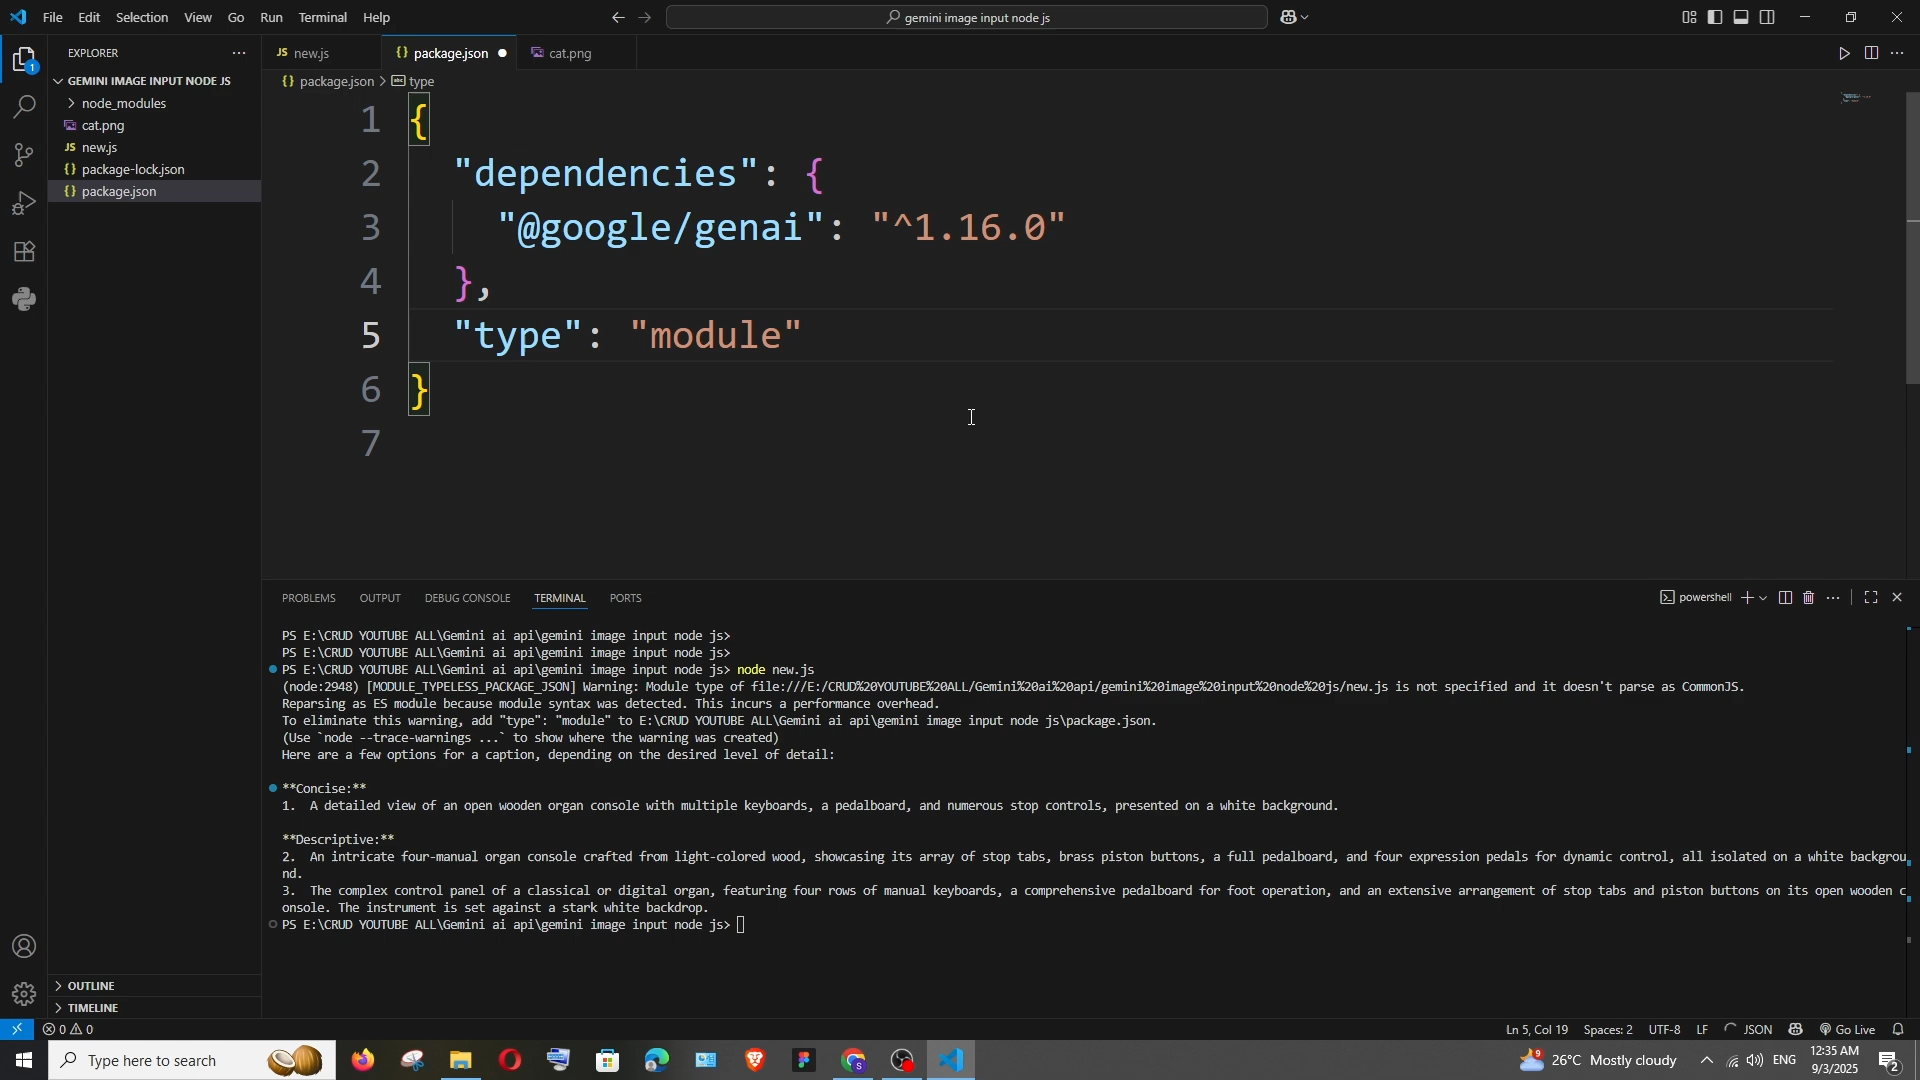 File Edit Selection View Go Run Terminal Help
gemini image input node js
EXPLORER
GEMINI IMAGE INPUT NODE JS
node_modules
cat.png
JS new.js
{} package-lock.json
{} package.json
OUTLINE
TIMELINE
JS new.js
{} package.json
cat.png
{} package.json > abc type
1 {
2 "dependencies": {
3 "@google/genai": "^1.16.0"
4 },
5 "type": "module"
6 }
7
PROBLEMS OUTPUT DEBUG CONSOLE TERMINAL PORTS
powershell
PS E:\CRUD YOUTUBE ALL\Gemini ai api\gemini image input node js>
PS E:\CRUD YOUTUBE ALL\Gemini ai api\gemini image input node js>
PS E:\CRUD YOUTUBE ALL\Gemini ai api\gemini image input node js> node new.js
(node:2948) [MODULE_TYPELESS_PACKAGE_JSON] Warning: Module type of file:///E:/CRUD%20YOUTUBE%20ALL/Gemini%20ai%20api/gemini%20image%20input%20node%20js/new.js is not specified and it doesn't parse as CommonJS.
Reparsing as ES module because module syntax was detected. This incurs a performance overhead.
To eliminate this warning, add "type": "module" to E:\CRUD YOUTUBE ALL\Gemini ai api\gemini image input node js\package.json.
(Use `node --trace-warnings ...` to show where the warning was created)
Here are a few options for a caption, depending on the desired level of detail:
**Concise:**
1. A detailed view of an open wooden organ console with multiple keyboards, a pedalboard, and numerous stop controls, presented on a white background.
**Descriptive:**
2. An intricate four-manual organ console crafted from light-colored wood, showcasing its array of stop tabs, brass piston buttons, a full pedalboard, and four expression pedals for dynamic control, all isolated on a white backgrou
nd.
3. The complex control panel of a classical or digital organ, featuring four rows of manual keyboards, a comprehensive pedalboard for foot operation, and an extensive arrangement of stop tabs and piston buttons on its open wooden c
onsole. The instrument is set against a stark white backdrop.
PS E:\CRUD YOUTUBE ALL\Gemini ai api\gemini image input node js>
0 0
Ln 5, Col 19 Spaces: 2 UTF-8 LF JSON Go Live
Type here to search
26°C Mostly cloudy
ENG
12:35 AM
9/3/2025